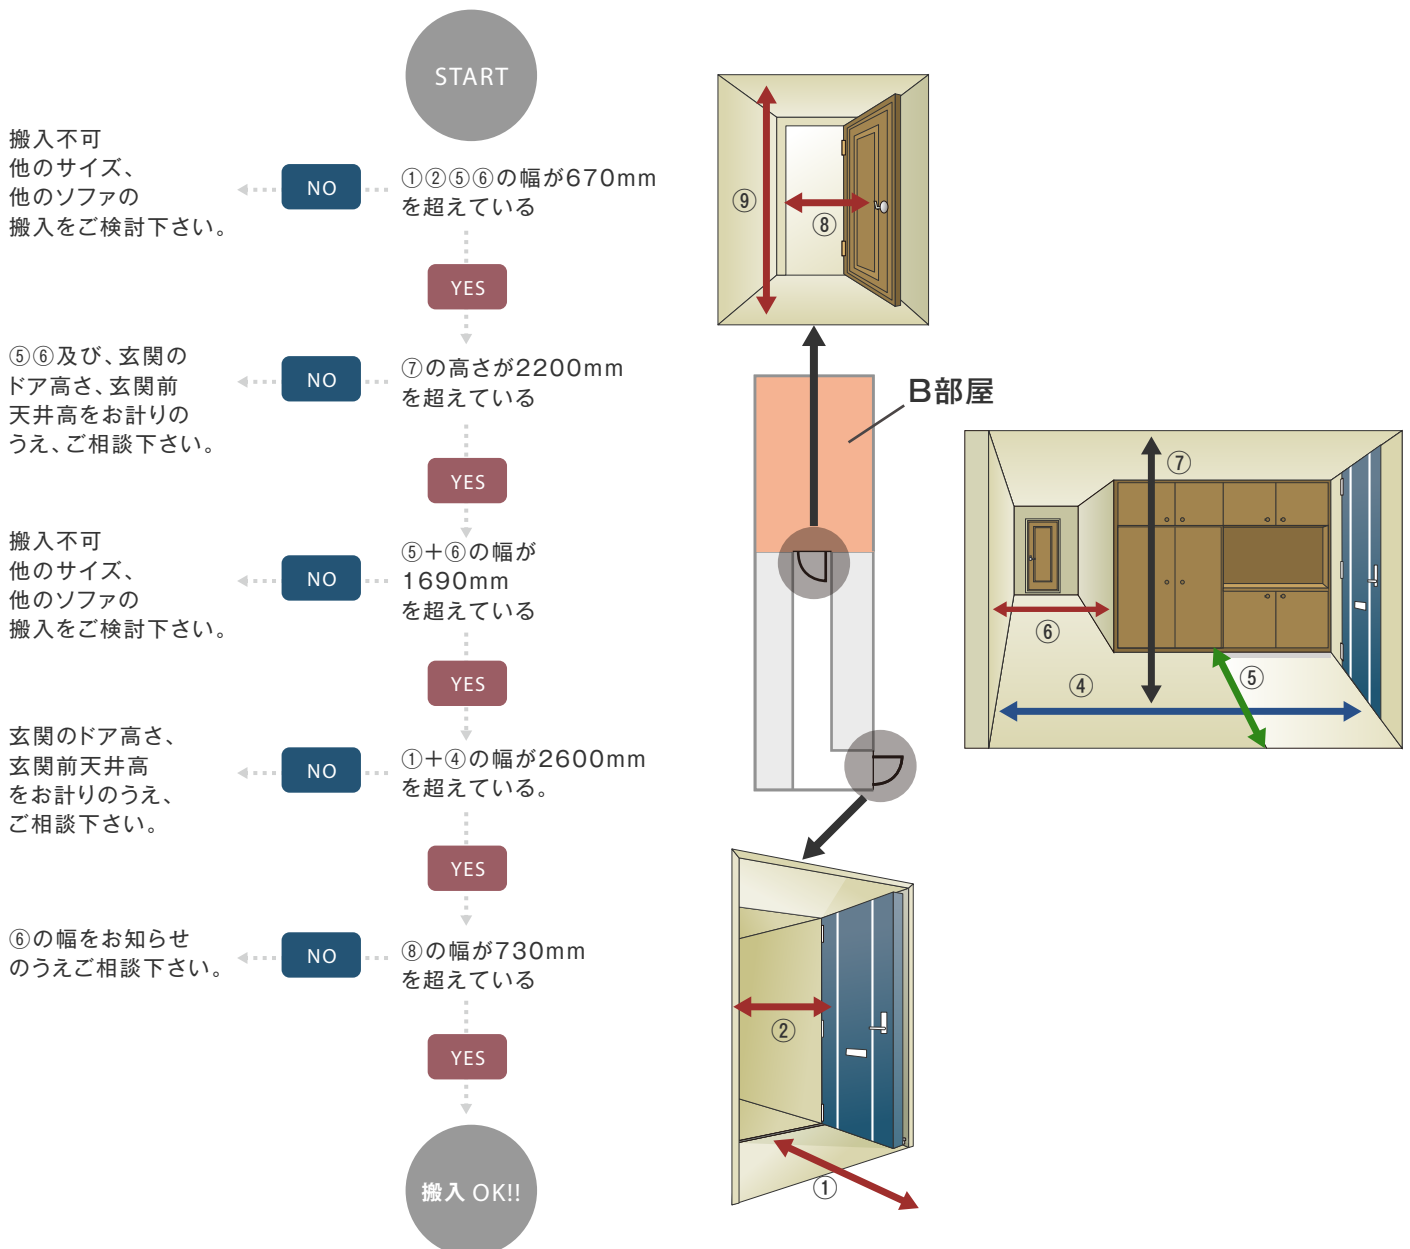 START
搬入不可
他のサイズ、
他のソファの
搬入をご検討下さい。
NO
①②⑤⑥の幅が670mm
を超えている
YES
⑤⑥及び、玄関の
ドア高さ、玄関前
天井高をお計りの
うえ、ご相談下さい。
NO
⑦の高さが2200mm
を超えている
YES
搬入不可
他のサイズ、
他のソファの
搬入をご検討下さい。
NO
⑤＋⑥の幅が
1690mm
を超えている
YES
玄関のドア高さ、
玄関前天井高
をお計りのうえ、
ご相談下さい。
NO
①＋④の幅が2600mm
を超えている。
YES
⑥の幅をお知らせ
のうえご相談下さい。
NO
⑧の幅が730mm
を超えている
YES
搬入 OK!!
⑨
⑧
B部屋
⑦
⑥
④
⑤
②
①